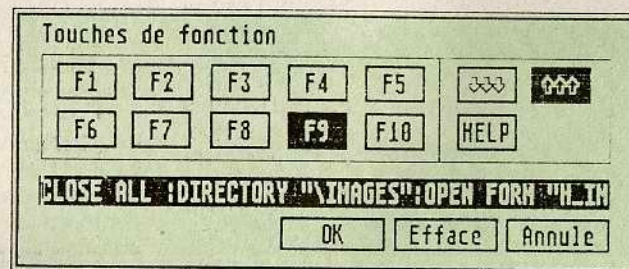 Touches de fonction
F1 F2 F3 F4 F5
F6 F7 F8 F9 F10 HELP
CLOSE ALL :DIRECTORY "\IMAGES":OPEN FORM "H_IN
OK Efface Annule